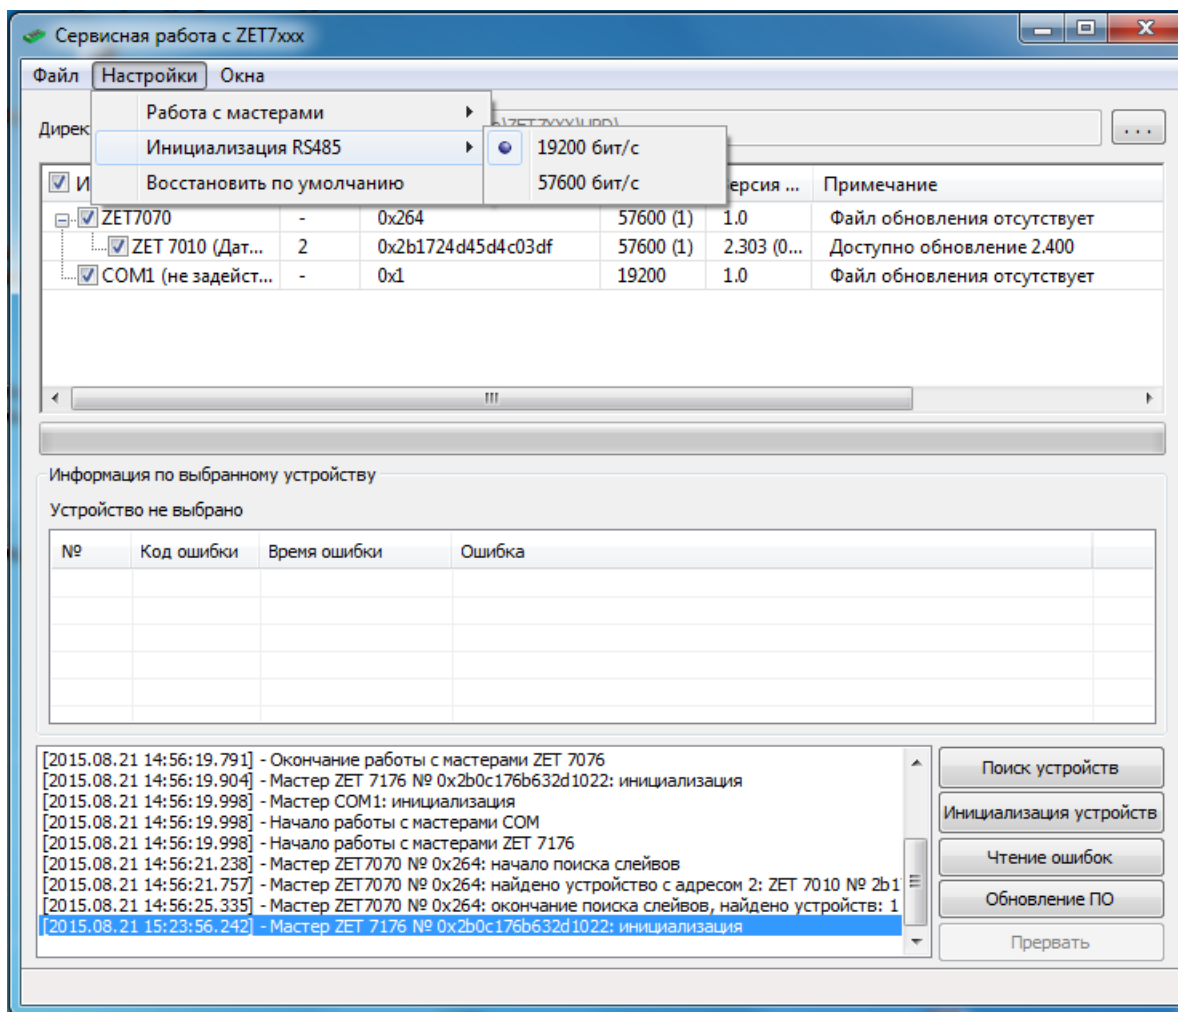 Сервисная работа с ZET7xxx
Файл Настройки Окна
Работа с мастерами
Дирек
Инициализация RS485 19200 бит/с
Восстановить по умолчанию 57600 бит/с
...
И ерсия ... Примечание
ZET7070 - 0x264 57600 (1) 1.0 Файл обновления отсутствует
ZET 7010 (Дат... 2 0x2b1724d45d4c03df 57600 (1) 2.303 (0... Доступно обновление 2.400
COM1 (не задейст... - 0x1 19200 1.0 Файл обновления отсутствует
Информация по выбранному устройству
Устройство не выбрано
№ Код ошибки Время ошибки Ошибка
[2015.08.21 14:56:19.791] - Окончание работы с мастерами ZET 7076
[2015.08.21 14:56:19.904] - Мастер ZET 7176 № 0x2b0c176b632d1022: инициализация
[2015.08.21 14:56:19.998] - Мастер COM1: инициализация
[2015.08.21 14:56:19.998] - Начало работы с мастерами COM
[2015.08.21 14:56:19.998] - Начало работы с мастерами ZET 7176
[2015.08.21 14:56:21.238] - Мастер ZET7070 № 0x264: начало поиска слейвов
[2015.08.21 14:56:21.757] - Мастер ZET7070 № 0x264: найдено устройство с адресом 2: ZET 7010 № 2b1
[2015.08.21 14:56:25.335] - Мастер ZET7070 № 0x264: окончание поиска слейвов, найдено устройств: 1
[2015.08.21 15:23:56.242] - Мастер ZET 7176 № 0x2b0c176b632d1022: инициализация
Поиск устройств
Инициализация устройств
Чтение ошибок
Обновление ПО
Прервать